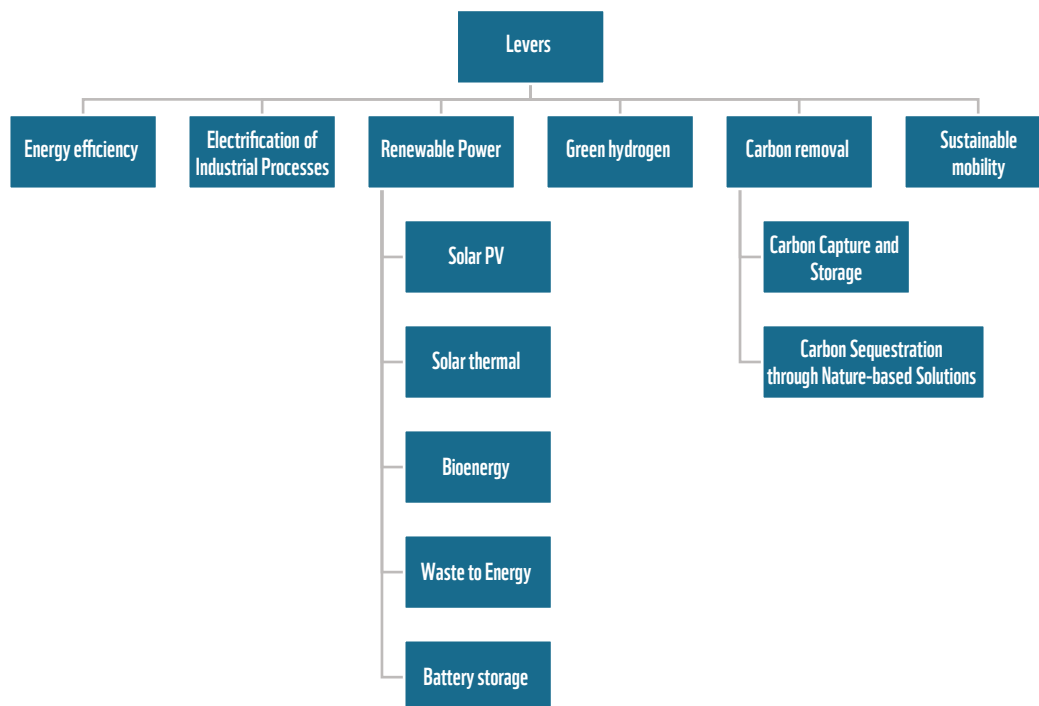 Levers
Energy efficiency
Electrification of
Industrial Processes
Renewable Power
Green hydrogen
Carbon removal
Sustainable
mobility
Solar PV
Solar thermal
Bioenergy
Waste to Energy
Battery storage
Carbon Capture and
Storage
Carbon Sequestration
through Nature-based Solutions